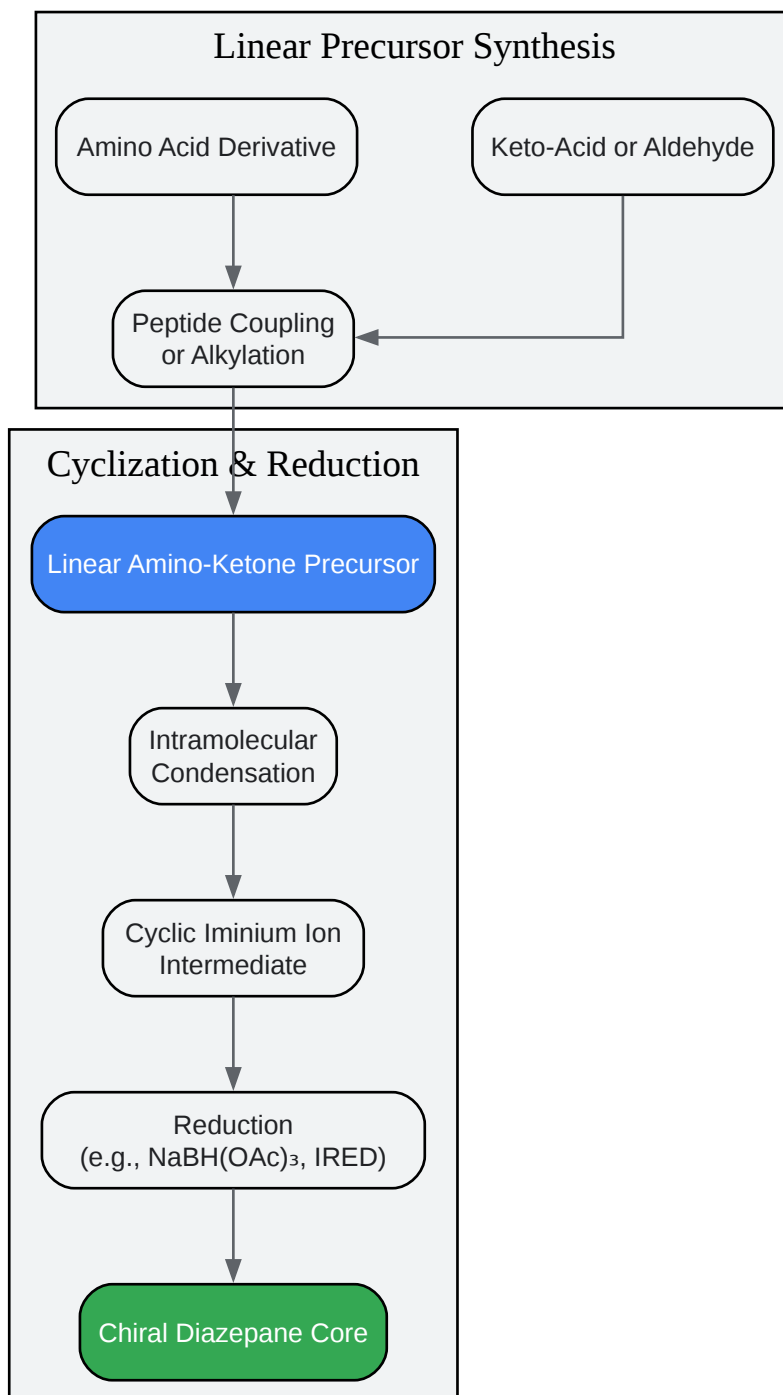 Linear Precursor Synthesis
Amino Acid Derivative
Keto-Acid or Aldehyde
Peptide Coupling
or Alkylation
Cyclization & Reduction
Linear Amino-Ketone Precursor
Intramolecular
Condensation
Cyclic Iminium Ion
Intermediate
Reduction
(e.g., NaBH(OAc)₃, IRED)
Chiral Diazepane Core